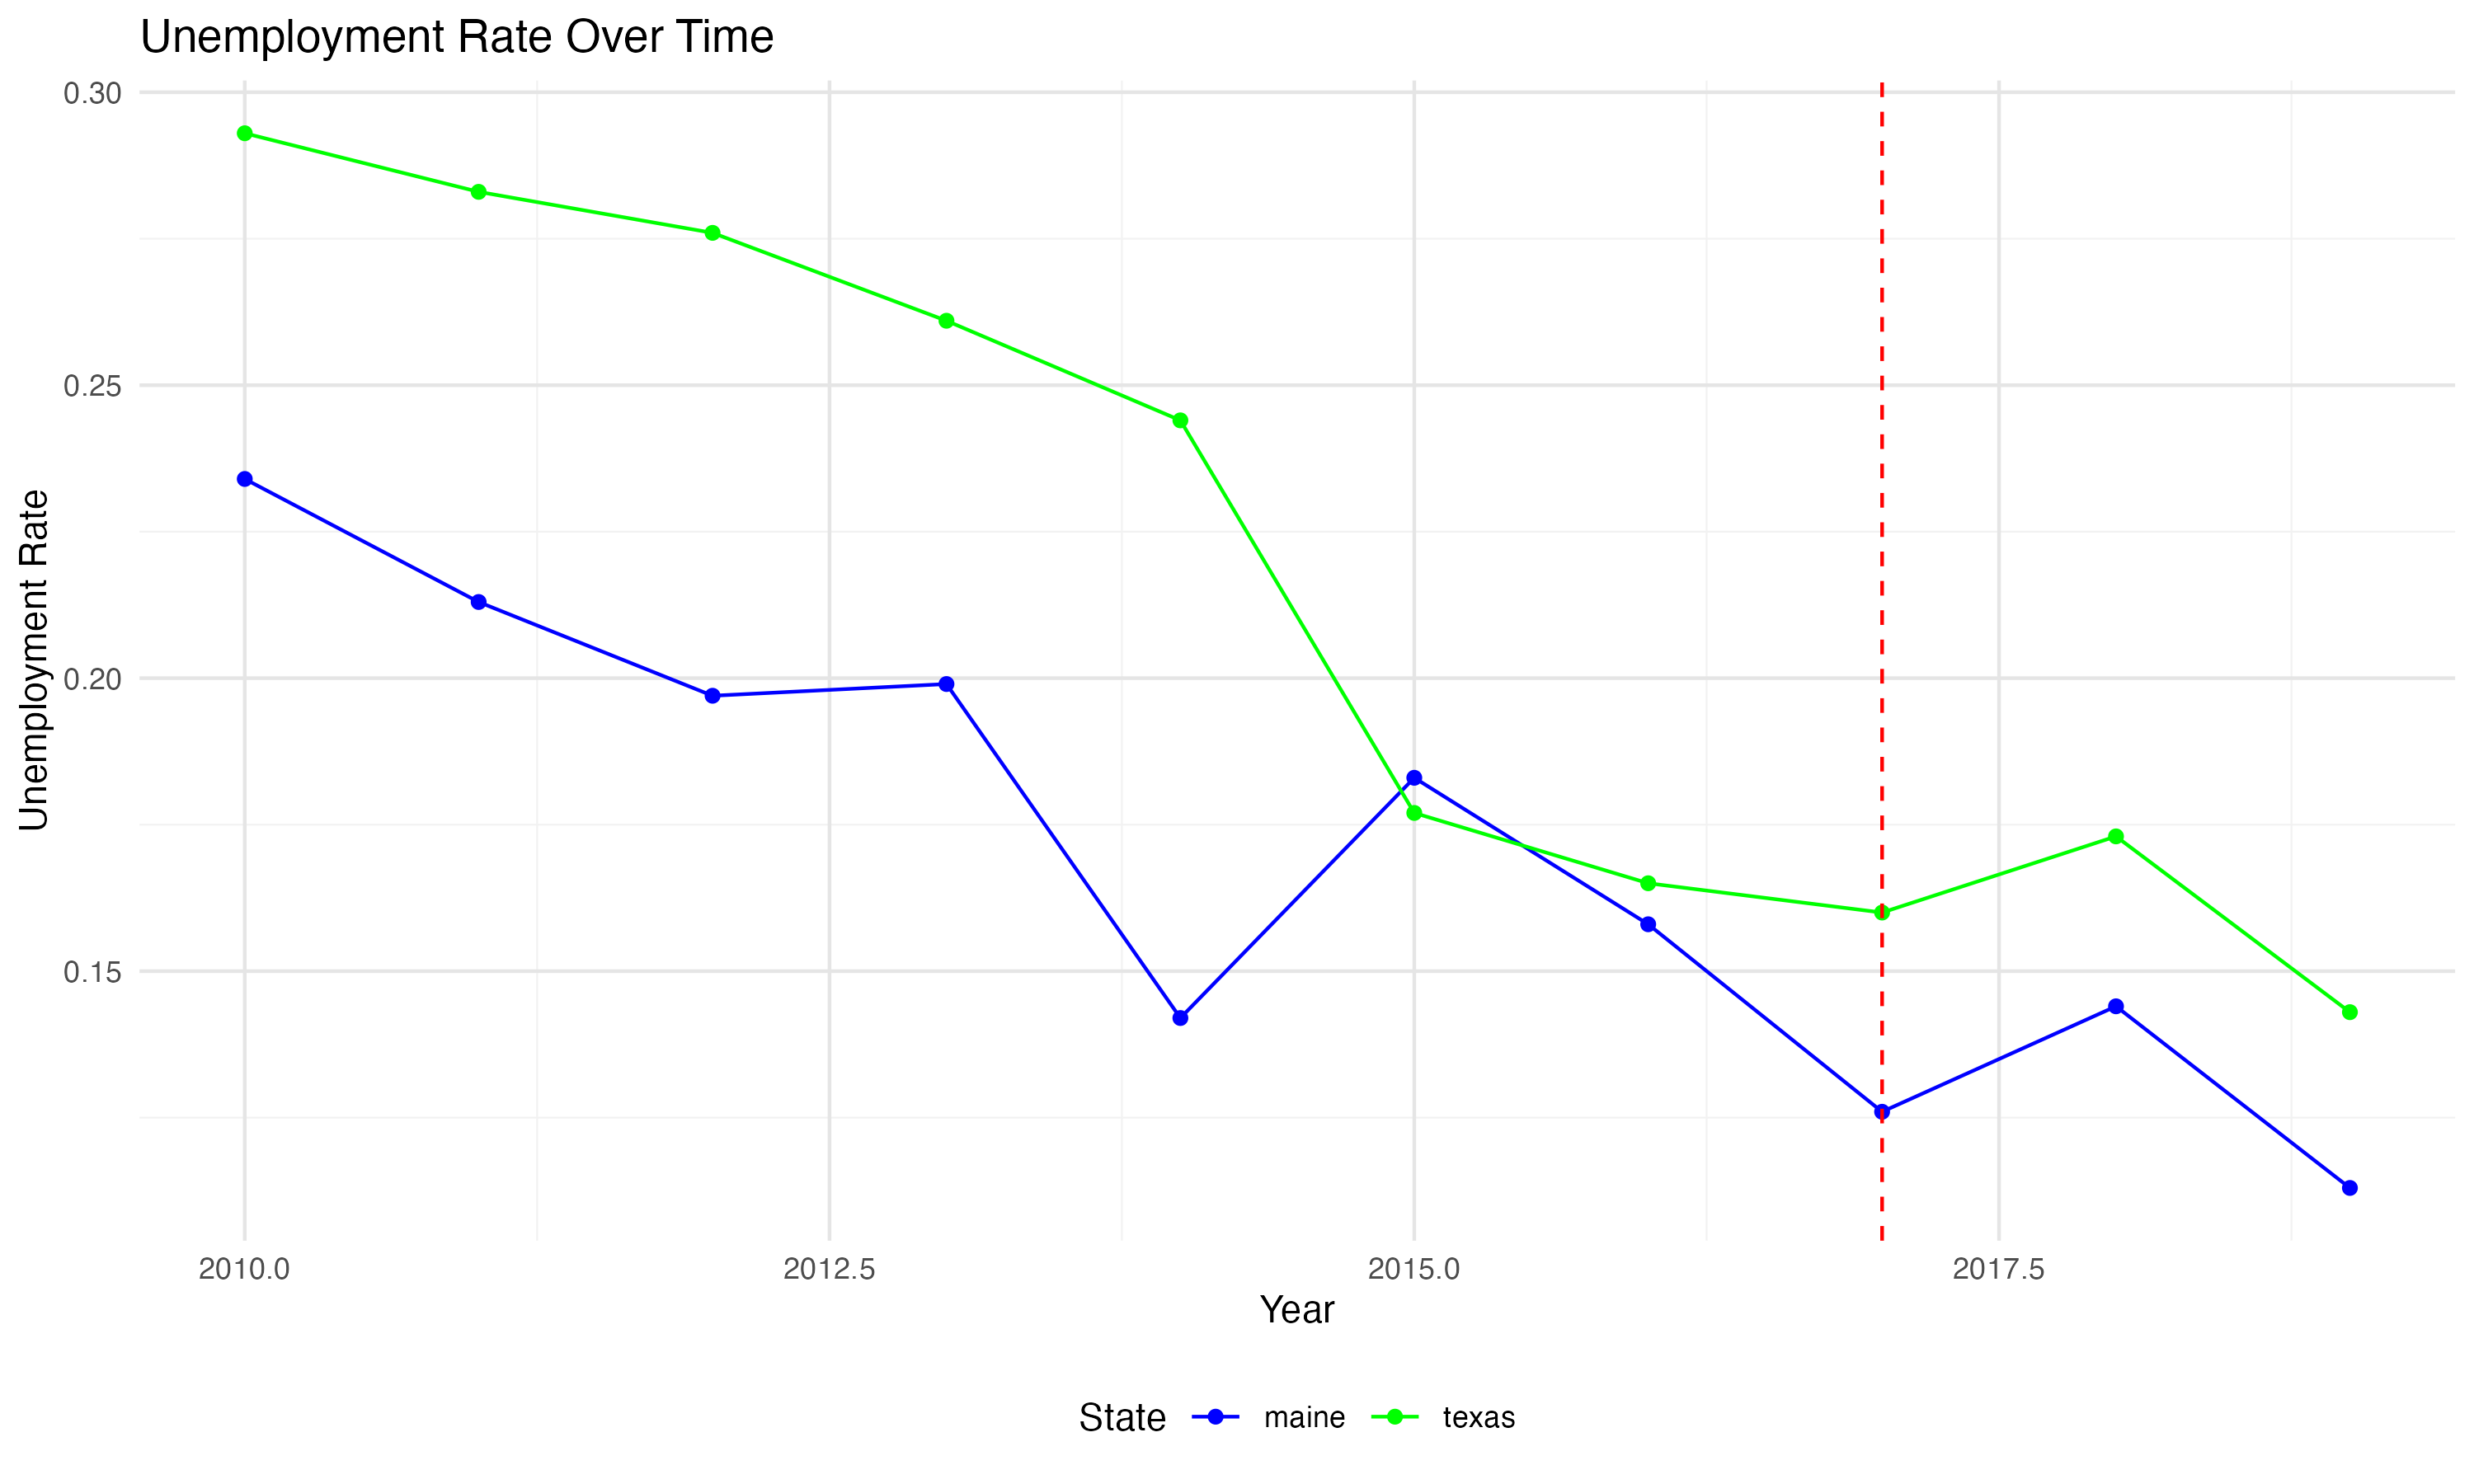 Unemployment Rate Over Time
0.30
0.25
0.20
0.15
Unemployment Rate
2010.0
2012.5
2015.0
2017.5
Year
State
maine
texas